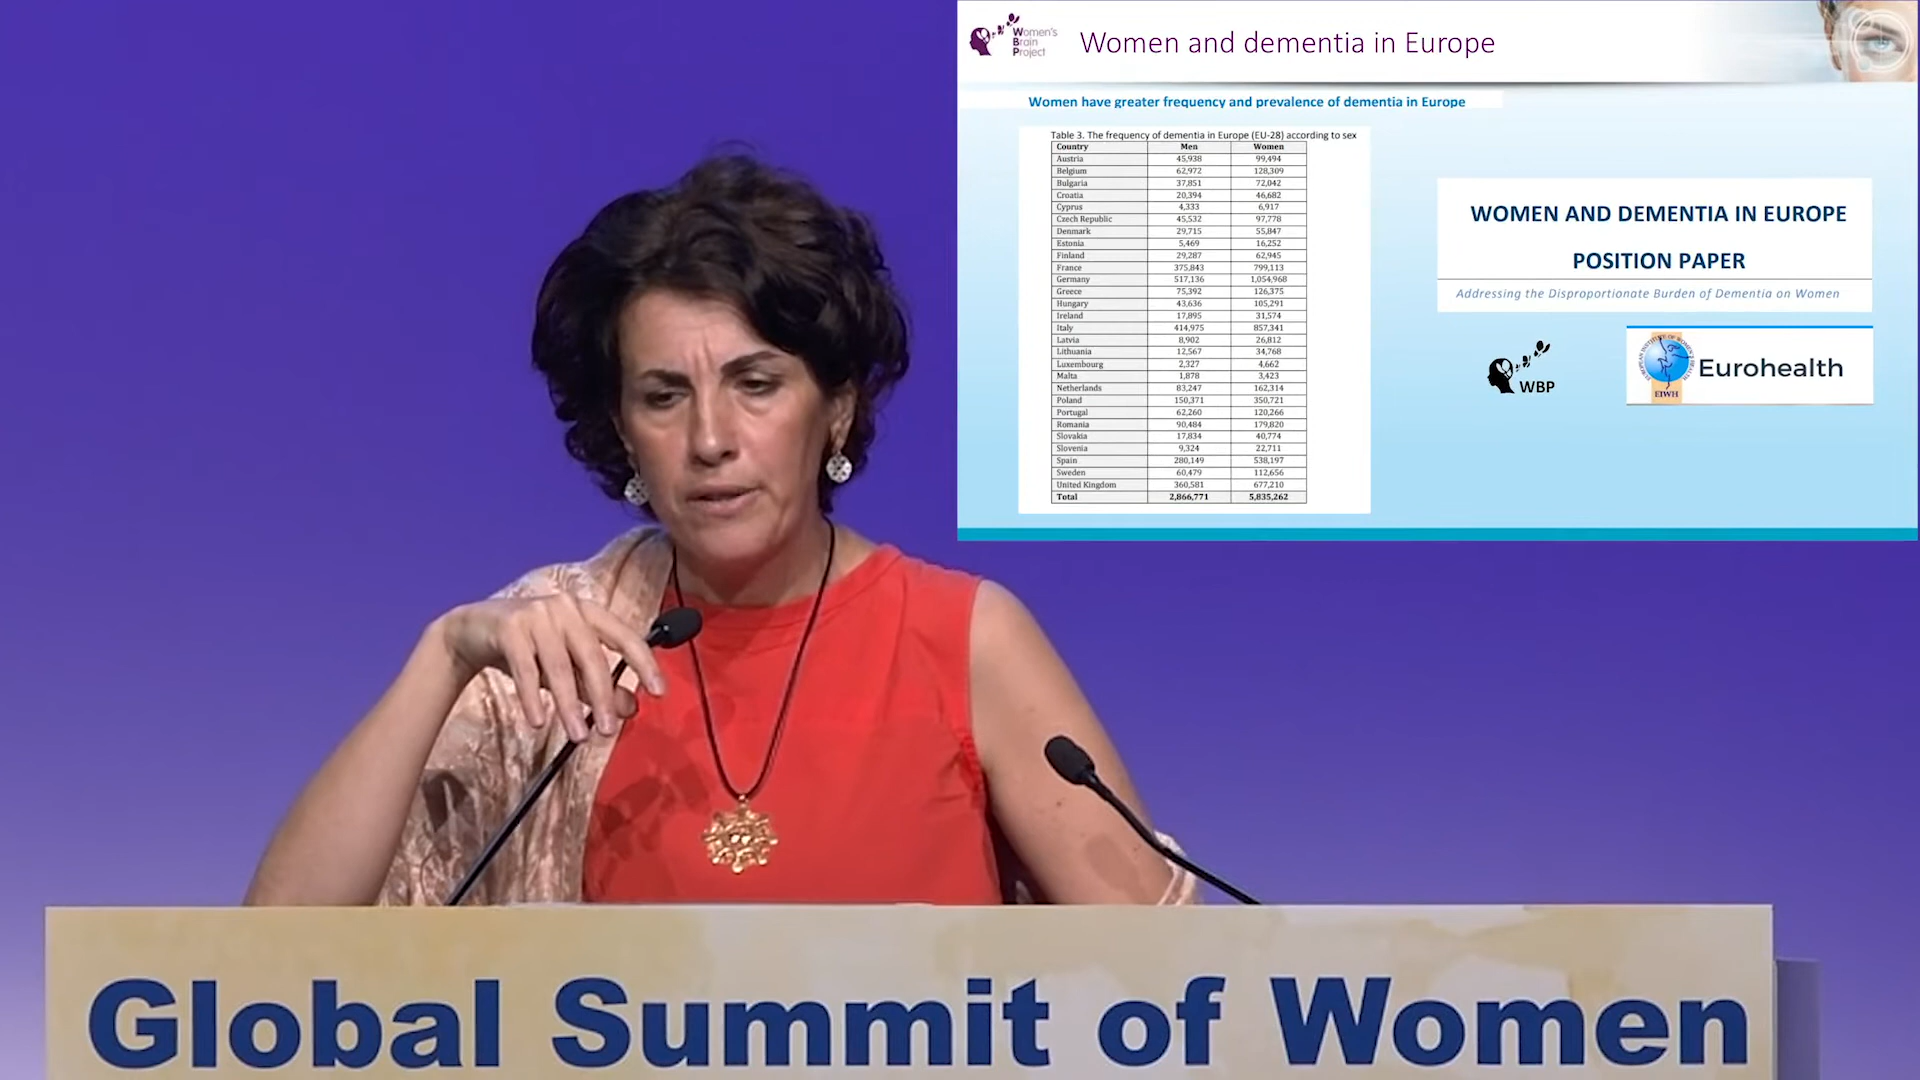 Women's
Brain
Project
Women and dementia in Europe
Women have greater frequency and prevalence of dementia in Europe
Table 3. The frequency of dementia in Europe (EU-28) according to sex
Country Men Women
Austria 45,938 99,494
Belgium 62,972 128,309
Bulgaria 37,851 72,042
Croatia 20,394 46,682
Cyprus 4,333 6,917
Czech Republic 45,532 97,778
Denmark 29,715 55,847
Estonia 5,469 16,252
Finland 29,287 62,945
France 375,843 799,113
Germany 517,136 1,054,968
Greece 75,392 126,375
Hungary 43,636 105,291
Ireland 17,895 31,574
Italy 414,975 857,341
Latvia 8,902 26,812
Lithuania 12,567 34,768
Luxembourg 2,327 4,662
Malta 1,878 3,423
Netherlands 83,247 162,314
Poland 150,371 350,721
Portugal 62,260 120,266
Romania 90,484 179,820
Slovakia 17,834 40,774
Slovenia 9,324 22,711
Spain 280,149 538,197
Sweden 60,479 112,656
United Kingdom 360,581 677,210
Total 2,866,771 5,835,262
WOMEN AND DEMENTIA IN EUROPE
POSITION PAPER
Addressing the Disproportionate Burden of Dementia on Women
WBP
EUROPEAN INSTITUTE OF WOMEN'S HEALTH
EIWH
Eurohealth
Global Summit of Women